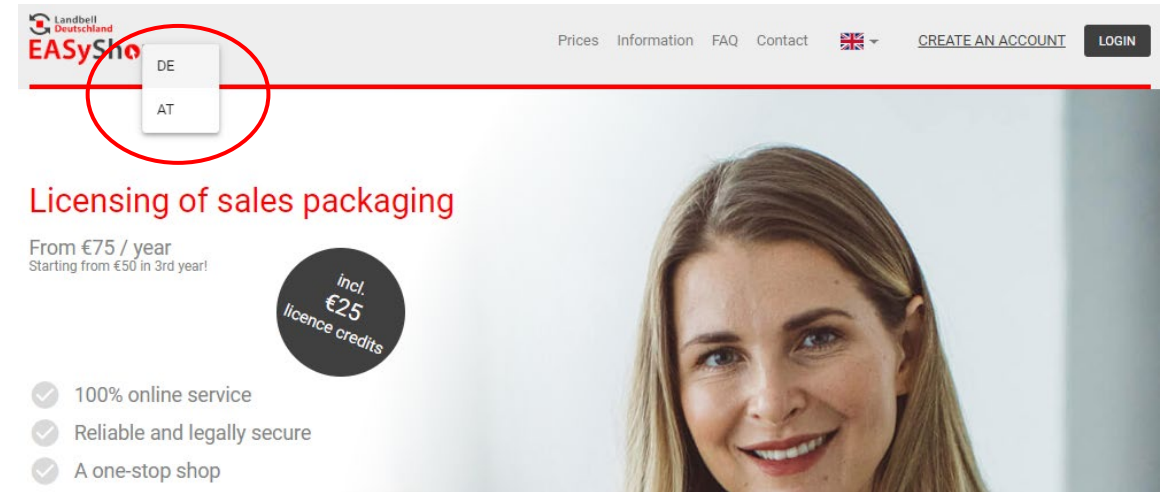 Landbell
Deutschland
EASySho
DE
AT
Prices Information FAQ Contact CREATE AN ACCOUNT LOGIN
Licensing of sales packaging
From €75 / year
Starting from €50 in 3rd year!
incl.
€25
licence credits
100% online service
Reliable and legally secure
A one-stop shop